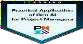 Practical Application
of Gen AI
for Project Managers